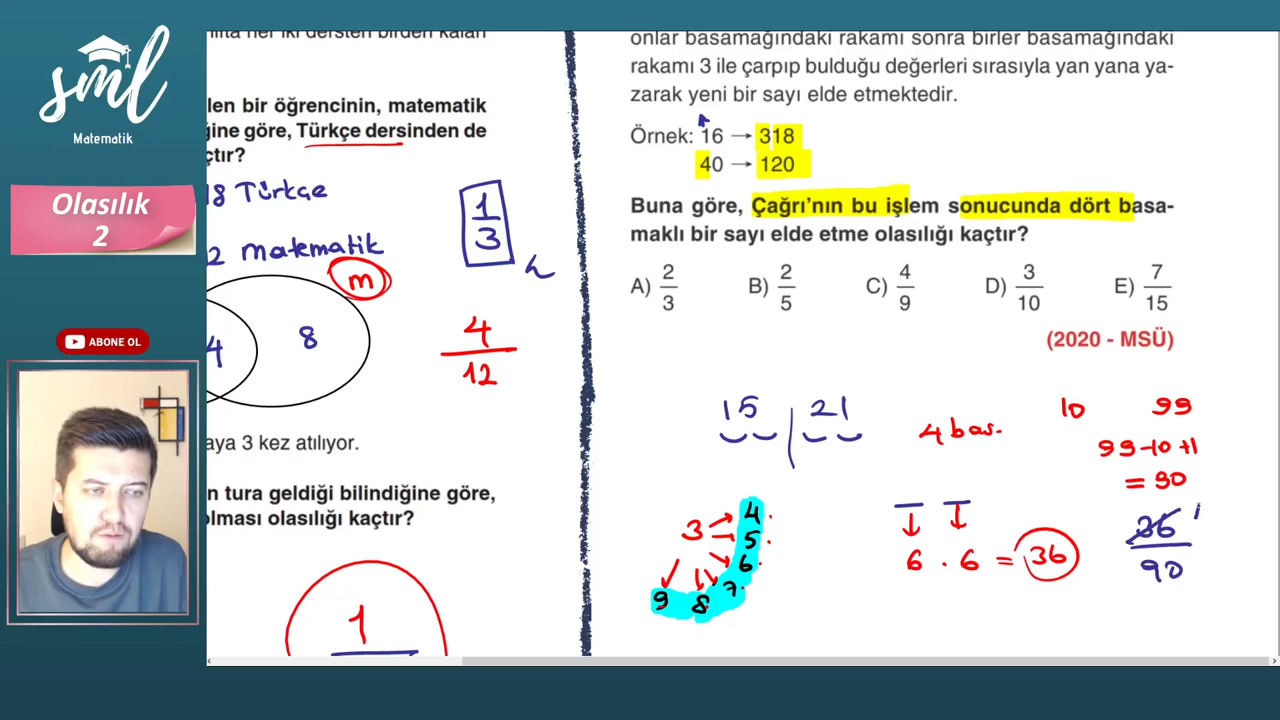 sml
Matematik
Olasılık
2
ABONE OL
her iki dersten birden kalan
len bir öğrencinin, matematik
ğine göre, Türkçe dersinden de
çtır?
18 Türkçe
2 matematik
m
4
8
1
3
4
12
aya 3 kez atılıyor.
n tura geldiği bilindiğine göre,
olması olasılığı kaçtır?
1
onlar basamağındaki rakamı sonra birler basamağındaki
rakamı 3 ile çarpıp bulduğu değerleri sırasıyla yan yana ya-
zarak yeni bir sayı elde etmektedir.
Örnek: 16 → 318
40 → 120
Buna göre, Çağrı'nın bu işlem sonucunda dört basa-
maklı bir sayı elde etme olasılığı kaçtır?
A) 2/3 B) 2/5 C) 4/9 D) 3/10 E) 7/15
(2020 - MSÜ)
15 | 21
4 bas.
10 99
99-10+1
= 90
3
4
5
6
7
8
9
6 . 6 = 36
36
90